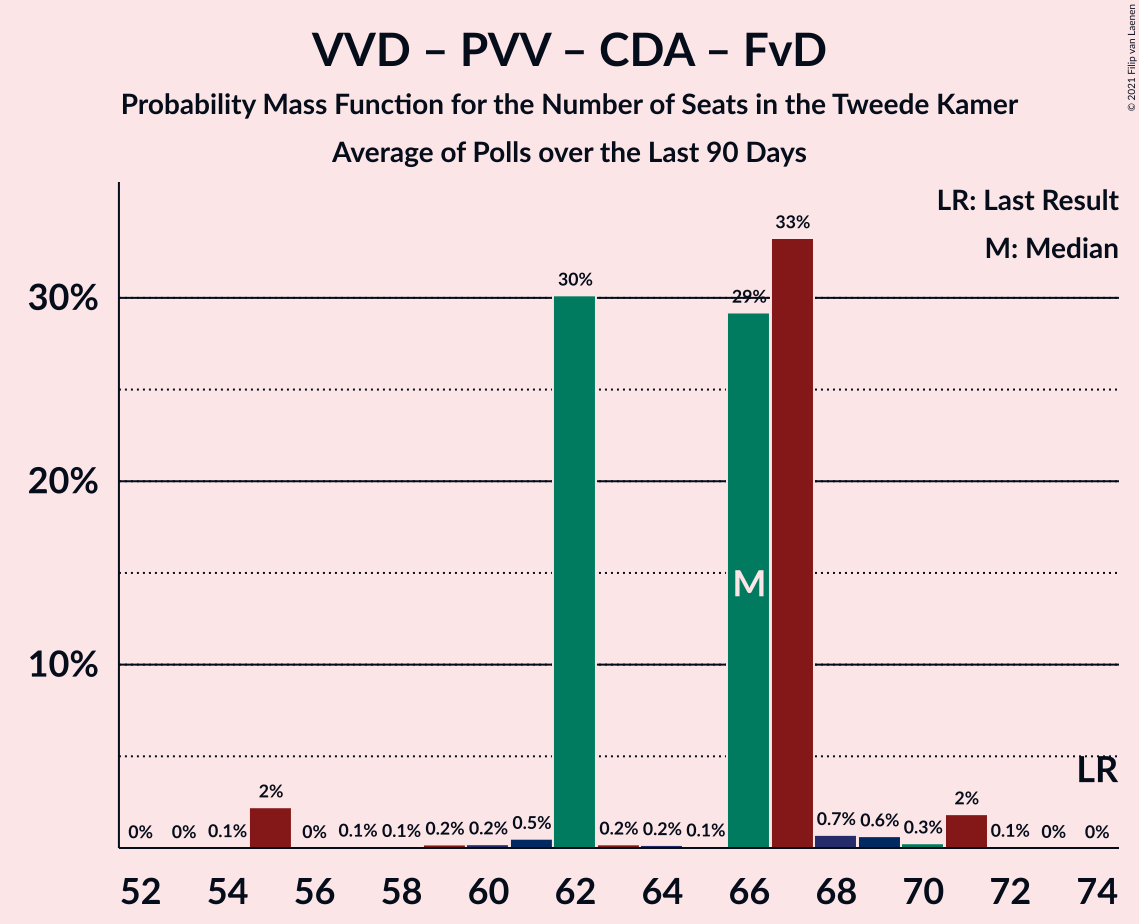 VVD – PVV – CDA – FvD
Probability Mass Function for the Number of Seats in the Tweede Kamer
Average of Polls over the Last 90 Days
© 2021 Filip van Laenen
LR: Last Result
M: Median
30%
20%
10%
0% 0% 0.1% 2% 0% 0.1% 0.1% 0.2% 0.2% 0.5% 30% 0.2% 0.2% 0.1% 29% 33% 0.7% 0.6% 0.3% 2% 0.1% 0% 0%
M
LR
52 54 56 58 60 62 64 66 68 70 72 74